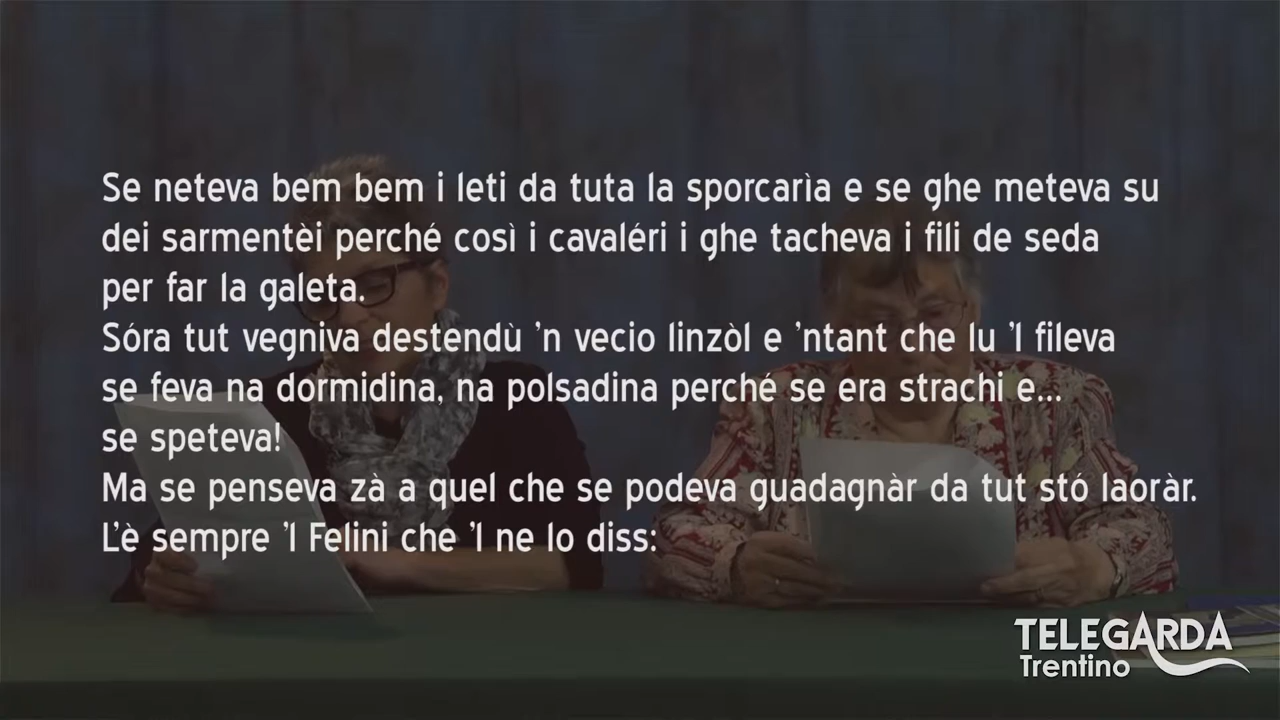 Se neteva bem bem i leti da tuta la sporcarìa e se ghe meteva su
dei sarmentèi perché così i cavaléri i ghe tacheva i fili de seda
per far la galeta.
Sóra tut vegniva destendù 'n vecio linzòl e 'ntant che lu 'l fileva
se feva na dormidina, na polsadina perché se era strachi e...
se speteva!
Ma se penseva zà a quel che se podeva guadagnàr da tut stó laoràr.
L'è sempre 'l Felini che 'l ne lo diss:
TELEGARDA
Trentino